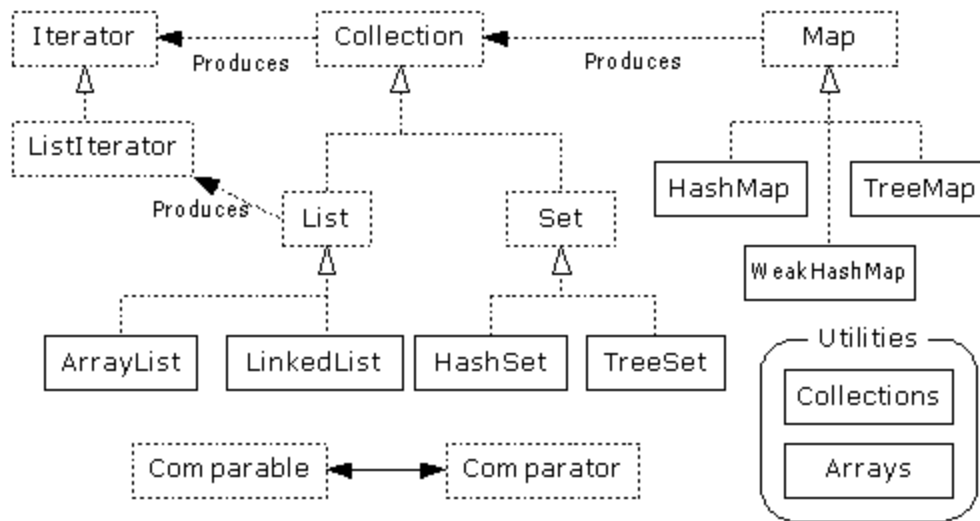 Iterator
Produces
Collection
Produces
Map
ListIterator
Produces
List
Set
HashMap
TreeMap
WeakHashMap
ArrayList
LinkedList
HashSet
TreeSet
Utilities
Collections
Arrays
Comparable
Comparator